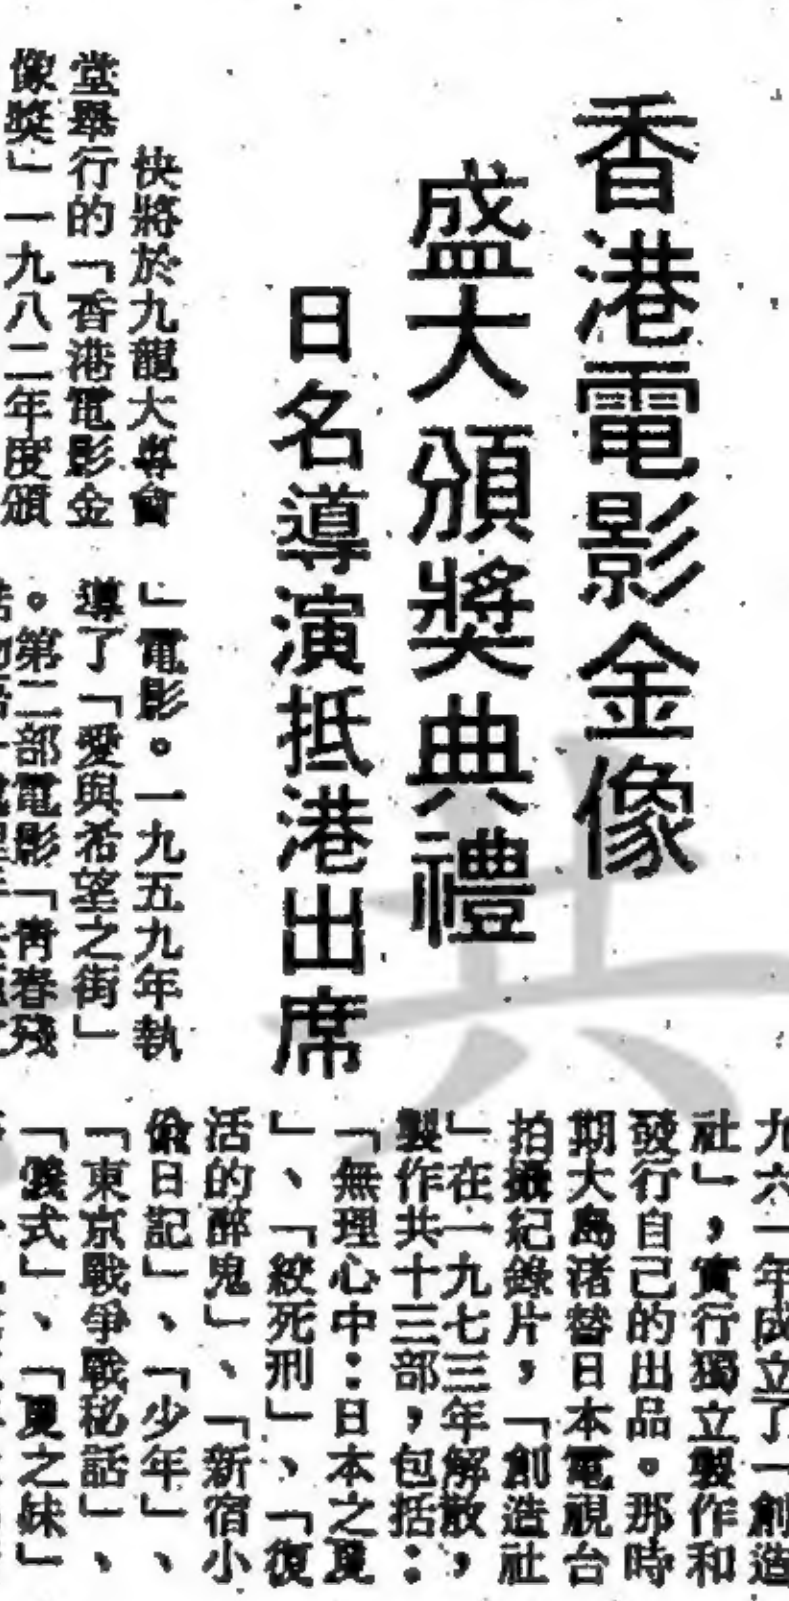 香港電影金像
盛大頒獎典禮
日名導演抵港出席
快將於九龍大專會
堂舉行的「香港電影金
像獎」一九八二年度頒
」電影。一九五九年執
導了「愛與希望之街」
。第二部電影「青春殘
九六一年成立了「創造
社」,實行獨立製作和
發行自己的出品。那時
期大島渚替日本電視台
拍攝紀錄片,「創造社
」在一九七三年解散,
製作共十三部,包括:
「無理心中:日本之夏
」、「絞死刑」、「復
活的醉鬼」、「新宿小
偷日記」、「少年」、
「東京戰爭戰秘話」、
「儀式」、「夏之妹」